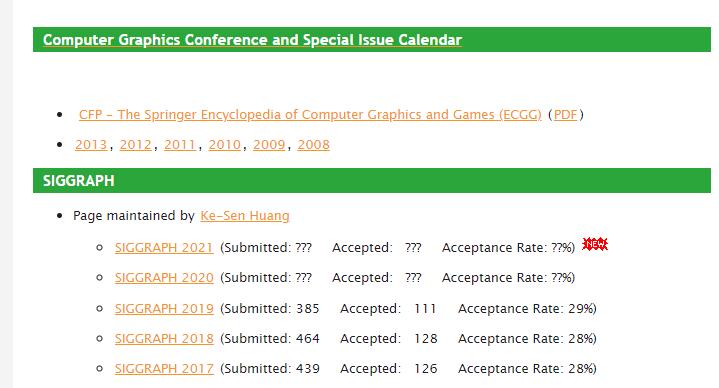 Computer Graphics Conference and Special Issue Calendar
CFP - The Springer Encyclopedia of Computer Graphics and Games (ECGG) (PDF)
2013, 2012, 2011, 2010, 2009, 2008
SIGGRAPH
Page maintained by Ke-Sen Huang
SIGGRAPH 2021 (Submitted: ??? Accepted: ??? Acceptance Rate: ??%) NEW
SIGGRAPH 2020 (Submitted: ??? Accepted: ??? Acceptance Rate: ??%)
SIGGRAPH 2019 (Submitted: 385 Accepted: 111 Acceptance Rate: 29%)
SIGGRAPH 2018 (Submitted: 464 Accepted: 128 Acceptance Rate: 28%)
SIGGRAPH 2017 (Submitted: 439 Accepted: 126 Acceptance Rate: 28%)